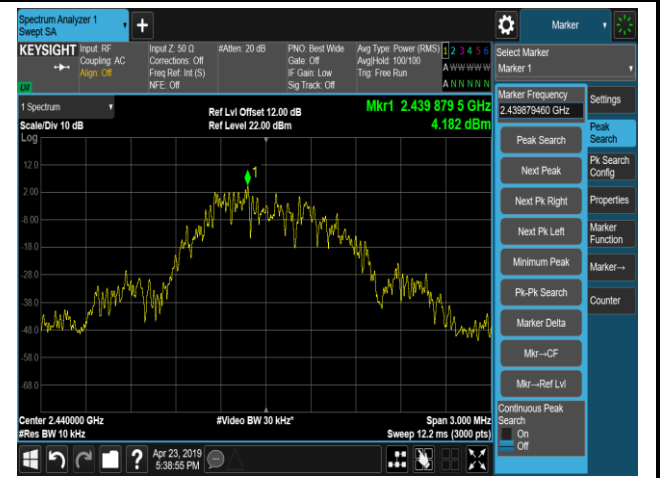 Spectrum Analyzer 1
Swept SA
Marker
KEYSIGHT
Input: RF
Coupling: AC
Align: Off
Input Z: 50 Ω
Corrections: Off
Freq Ref: Int (S)
NFE: Off
#Atten: 20 dB
PNO: Best Wide
Gate: Off
IF Gain: Low
Sig Track: Off
Avg Type: Power (RMS)
Avg|Hold: 100/100
Trig: Free Run
1 2 3 4 5 6
A W W W W W
A N N N N N
LXI
Select Marker
Marker 1
1 Spectrum
Scale/Div 10 dB
Log
Ref Lvl Offset 12.00 dB
Ref Level 22.00 dBm
Mkr1 2.439 879 5 GHz
4.182 dBm
12.0
2.00
-8.00
-18.0
-28.0
-38.0
-48.0
-58.0
-68.0
1
Center 2.440000 GHz
#Res BW 10 kHz
#Video BW 30 kHz*
Span 3.000 MHz
Sweep 12.2 ms (3000 pts)
Marker Frequency
2.439879460 GHz
Peak Search
Next Peak
Next Pk Right
Next Pk Left
Minimum Peak
Pk-Pk Search
Marker Delta
Mkr→CF
Mkr→Ref Lvl
Continuous Peak
Search
On
Off
Settings
Peak
Search
Pk Search
Config
Properties
Marker
Function
Marker→
Counter
?
Apr 23, 2019
5:38:55 PM